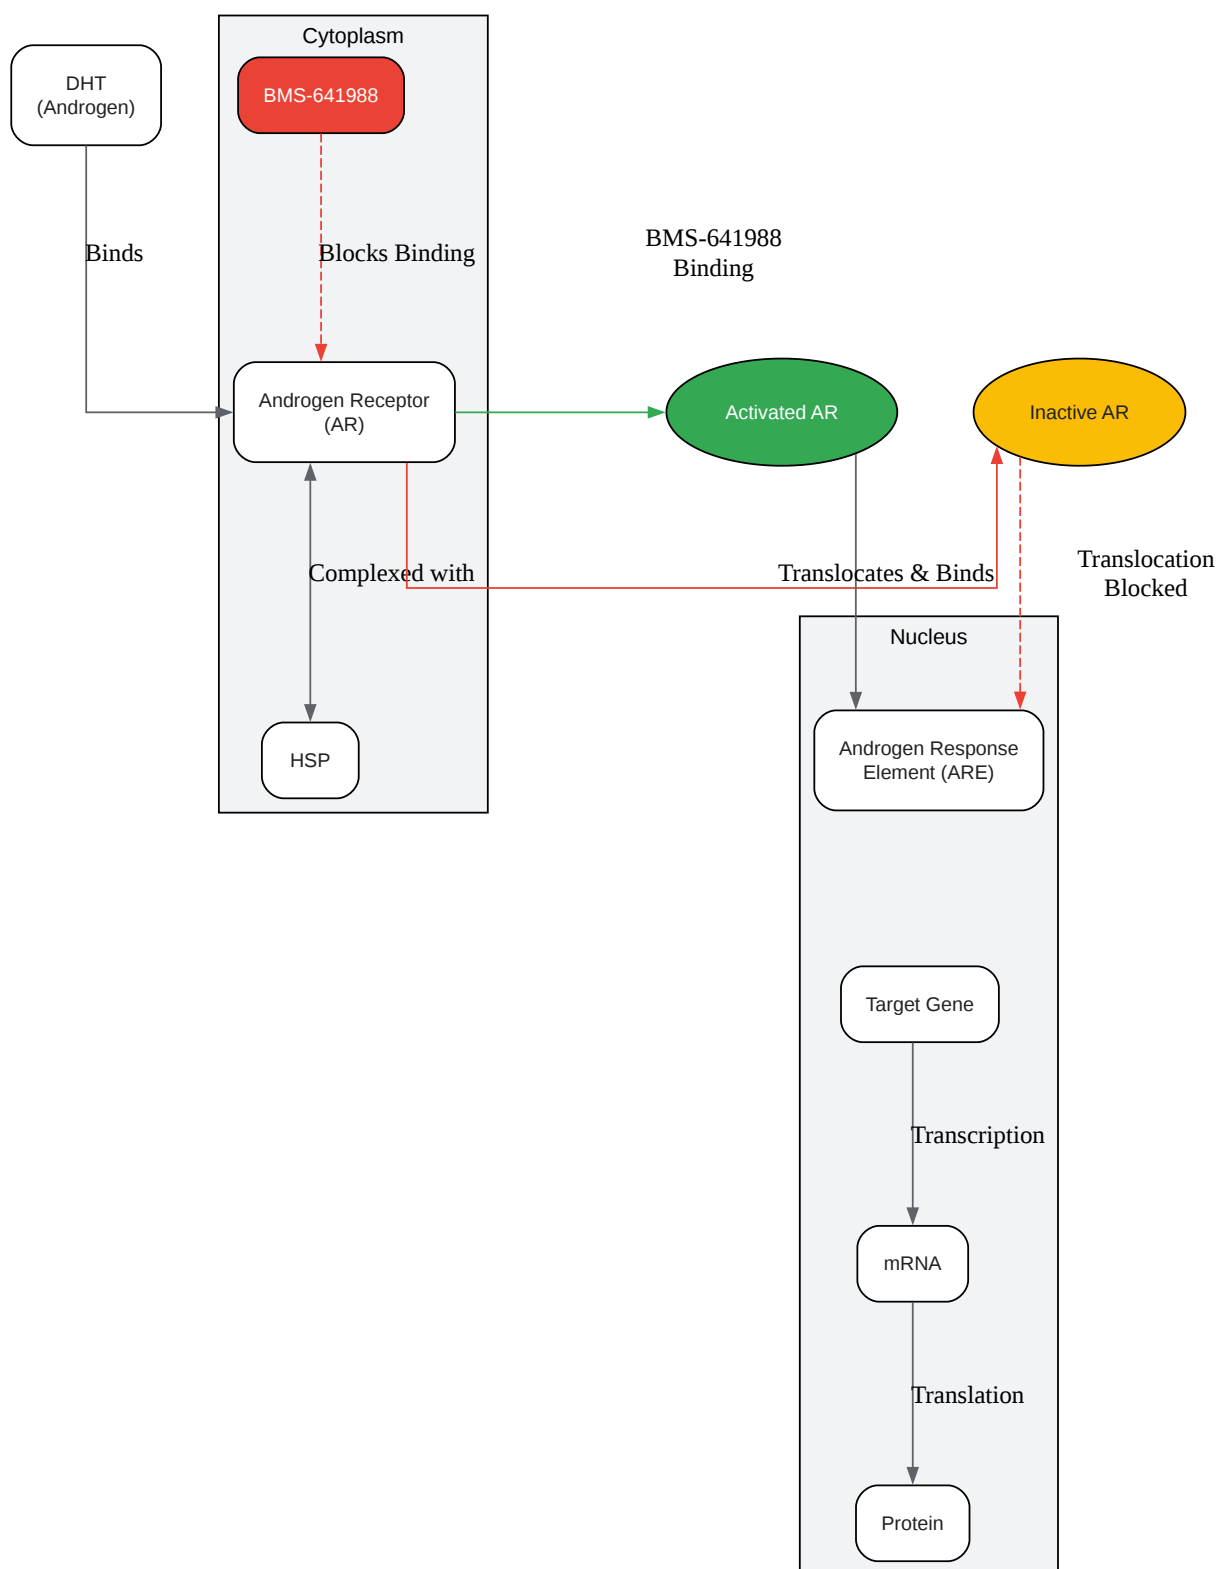 Cytoplasm
DHT
(Androgen)
BMS-641988
Binds
Blocks Binding
BMS-641988
Binding
Androgen Receptor
(AR)
Activated AR
Inactive AR
Complexed with
Translocates & Binds
Translocation
Blocked
Nucleus
HSP
Androgen Response
Element (ARE)
Target Gene
Transcription
mRNA
Translation
Protein